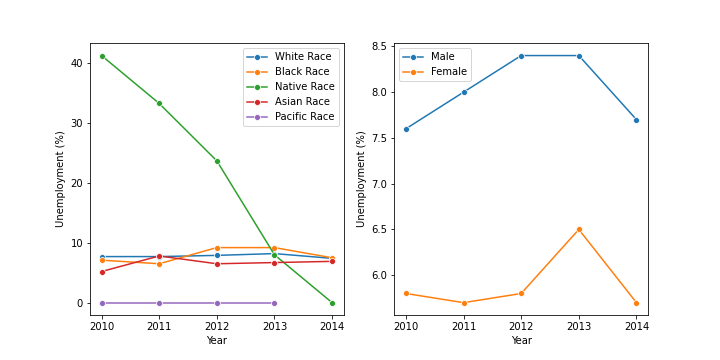 White Race
Black Race
Native Race
Asian Race
Pacific Race
Unemployment (%)
40
30
20
10
0
2010 2011 2012 2013 2014
Year
Male
Female
Unemployment (%)
8.5
8.0
7.5
7.0
6.5
6.0
2010 2011 2012 2013 2014
Year